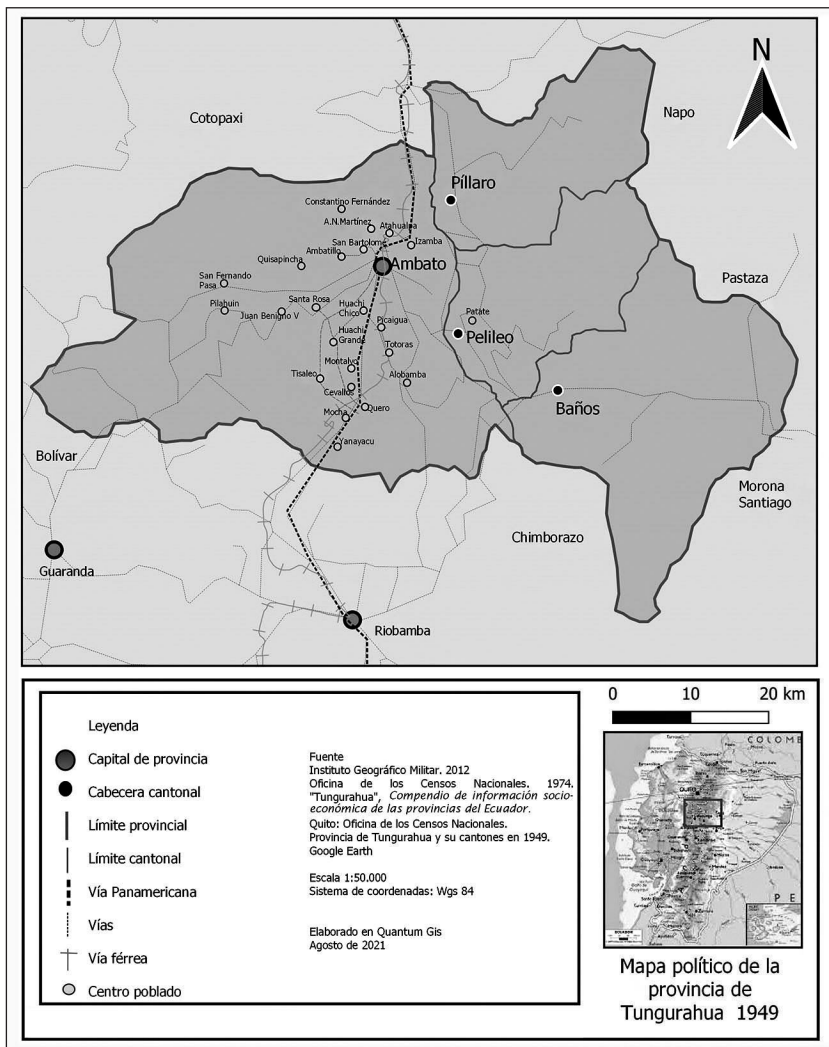 N
Cotopaxi
Napo
Píllaro
Constantino Fernández
A.N.Martínez
Atahualpa
San Bartolome
Izamba
Ambatillo
Quisapincha
Ambato
San Fernando
Pasa
Pastaza
Pilahuin
Juan Benigno V
Santa Rosa
Huachi
Chico
Picaigua
Patate
Pelileo
Huachi
Grande
Totoras
Montalvo
Tisaleo
Alobamba
Cevallos
Baños
Quero
Mocha
Yanayacu
Bolívar
Morona
Santiago
Chimborazo
Guaranda
Riobamba
Leyenda
Capital de provincia
Cabecera cantonal
Límite provincial
Límite cantonal
Vía Panamericana
Vías
Vía férrea
Centro poblado
Fuente
Instituto Geográfico Militar. 2012
Oficina de los Censos Nacionales. 1974.
"Tungurahua", Compendio de información socio-
económica de las provincias del Ecuador.
Quito: Oficina de los Censos Nacionales.
Provincia de Tungurahua y su cantones en 1949.
Google Earth
Escala 1:50.000
Sistema de coordenadas: Wgs 84
Elaborado en Quantum Gis
Agosto de 2021
0 10 20 km
COLOMB
QUITO
P E
ECUADOR
Mapa político de la
provincia de
Tungurahua 1949